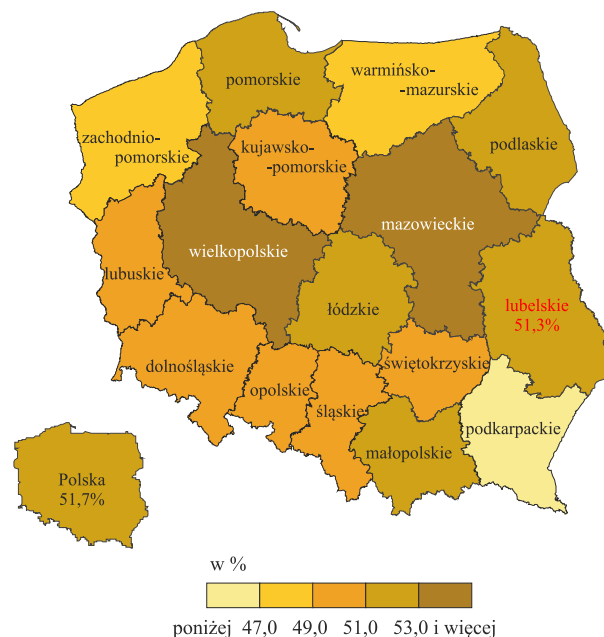 pomorskie
warmińsko-
-mazurskie
zachodnio-
pomorskie
kujawsko-
-pomorskie
podlaskie
mazowieckie
wielkopolskie
lubuskie
łódzkie
lubelskie
51,3%
dolnośląskie
świętokrzyskie
opolskie
śląskie
podkarpackie
małopolskie
Polska
51,7%
w %
poniżej 47,0 49,0 51,0 53,0 i więcej